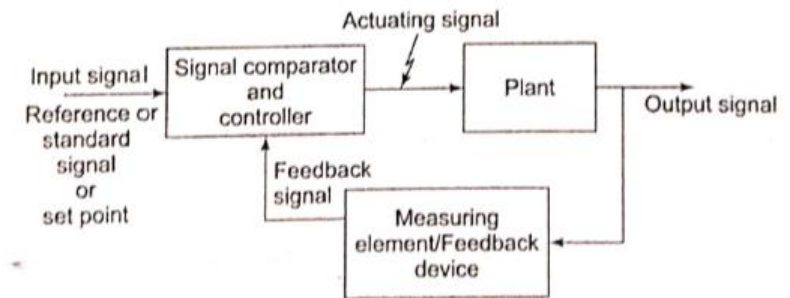 Actuating signal
Input signal
Reference or
standard
signal
or
set point
Signal comparator
and
controller
Plant
Output signal
Feedback
signal
Measuring
element/Feedback
device